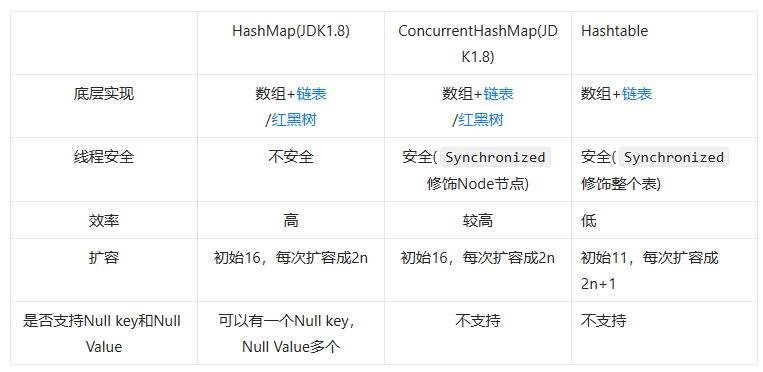 HashMap(JDK1.8)
ConcurrentHashMap(JD
K1.8)
Hashtable
底层实现
数组+链表
/红黑树
数组+链表
/红黑树
数组+链表
线程安全
不安全
安全( Synchronized
修饰Node节点)
安全( Synchronized
修饰整个表)
效率
高
较高
低
扩容
初始16，每次扩容成2n
初始16，每次扩容成2n
初始11，每次扩容成
2n+1
是否支持Null key和Null
Value
可以有一个Null key，
Null Value多个
不支持
不支持